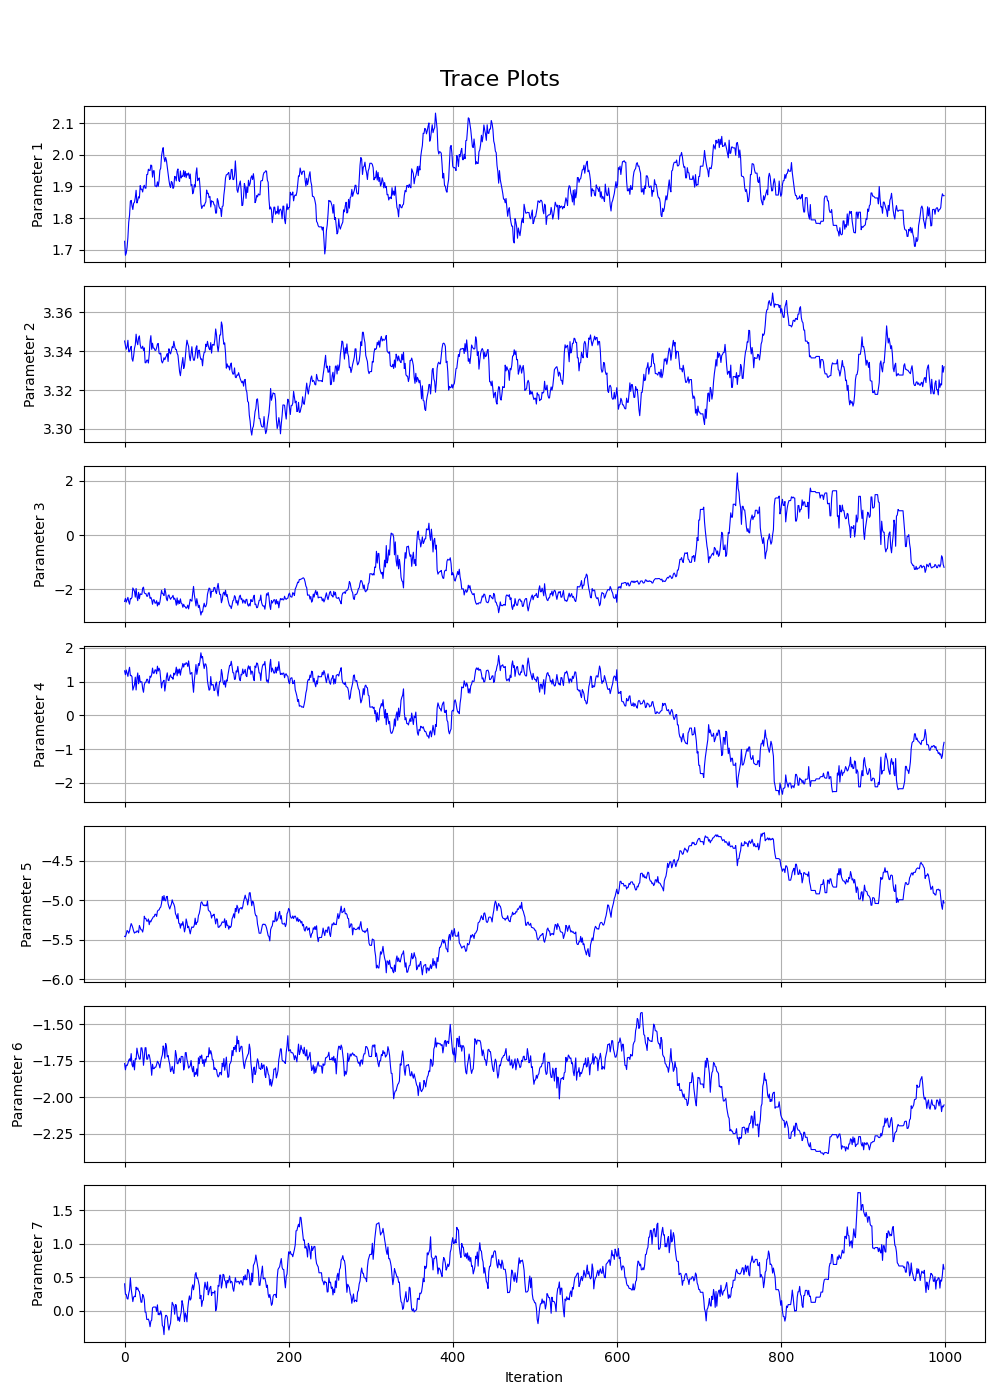 Trace Plots
Parameter 1
2.1
2.0
1.9
1.8
1.7
Parameter 2
3.36
3.34
3.32
3.30
Parameter 3
2
0
−2
Parameter 4
2
1
0
−1
−2
Parameter 5
−4.5
−5.0
−5.5
−6.0
Parameter 6
−1.50
−1.75
−2.00
−2.25
Parameter 7
1.5
1.0
0.5
0.0
0 200 400 600 800 1000
Iteration